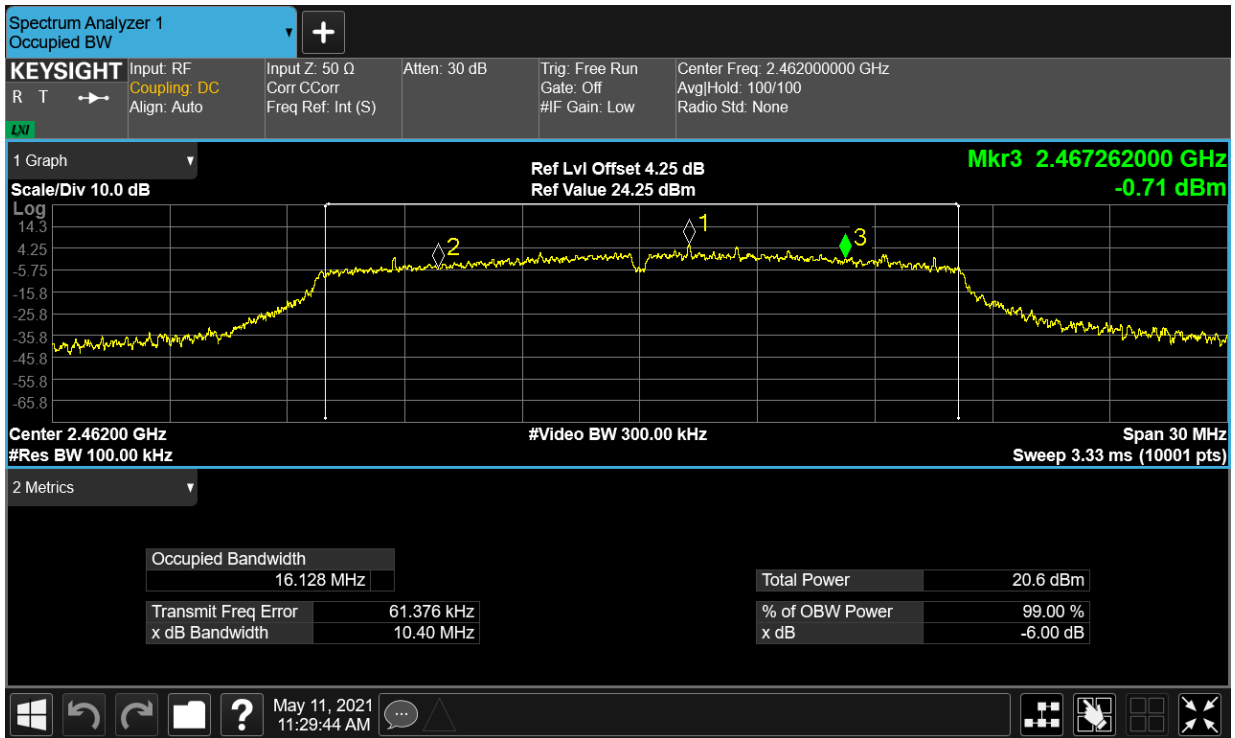 Spectrum Analyzer 1
Occupied BW
▼
+
KEYSIGHT
R T
LXI
Input: RF
Coupling: DC
Align: Auto
Input Z: 50 Ω
Corr CCorr
Freq Ref: Int (S)
Atten: 30 dB
Trig: Free Run
Gate: Off
#IF Gain: Low
Center Freq: 2.462000000 GHz
Avg|Hold: 100/100
Radio Std: None
1 Graph ▼
Scale/Div 10.0 dB
Ref Lvl Offset 4.25 dB
Ref Value 24.25 dBm
Mkr3 2.467262000 GHz
-0.71 dBm
Log
14.3
4.25
-5.75
-15.8
-25.8
-35.8
-45.8
-55.8
-65.8
2
1
3
Center 2.46200 GHz
#Video BW 300.00 kHz
Span 30 MHz
#Res BW 100.00 kHz
Sweep 3.33 ms (10001 pts)
2 Metrics ▼
Occupied Bandwidth
16.128 MHz
Transmit Freq Error 61.376 kHz
x dB Bandwidth 10.40 MHz
Total Power 20.6 dBm
% of OBW Power 99.00 %
x dB -6.00 dB
?
May 11, 2021
11:29:44 AM